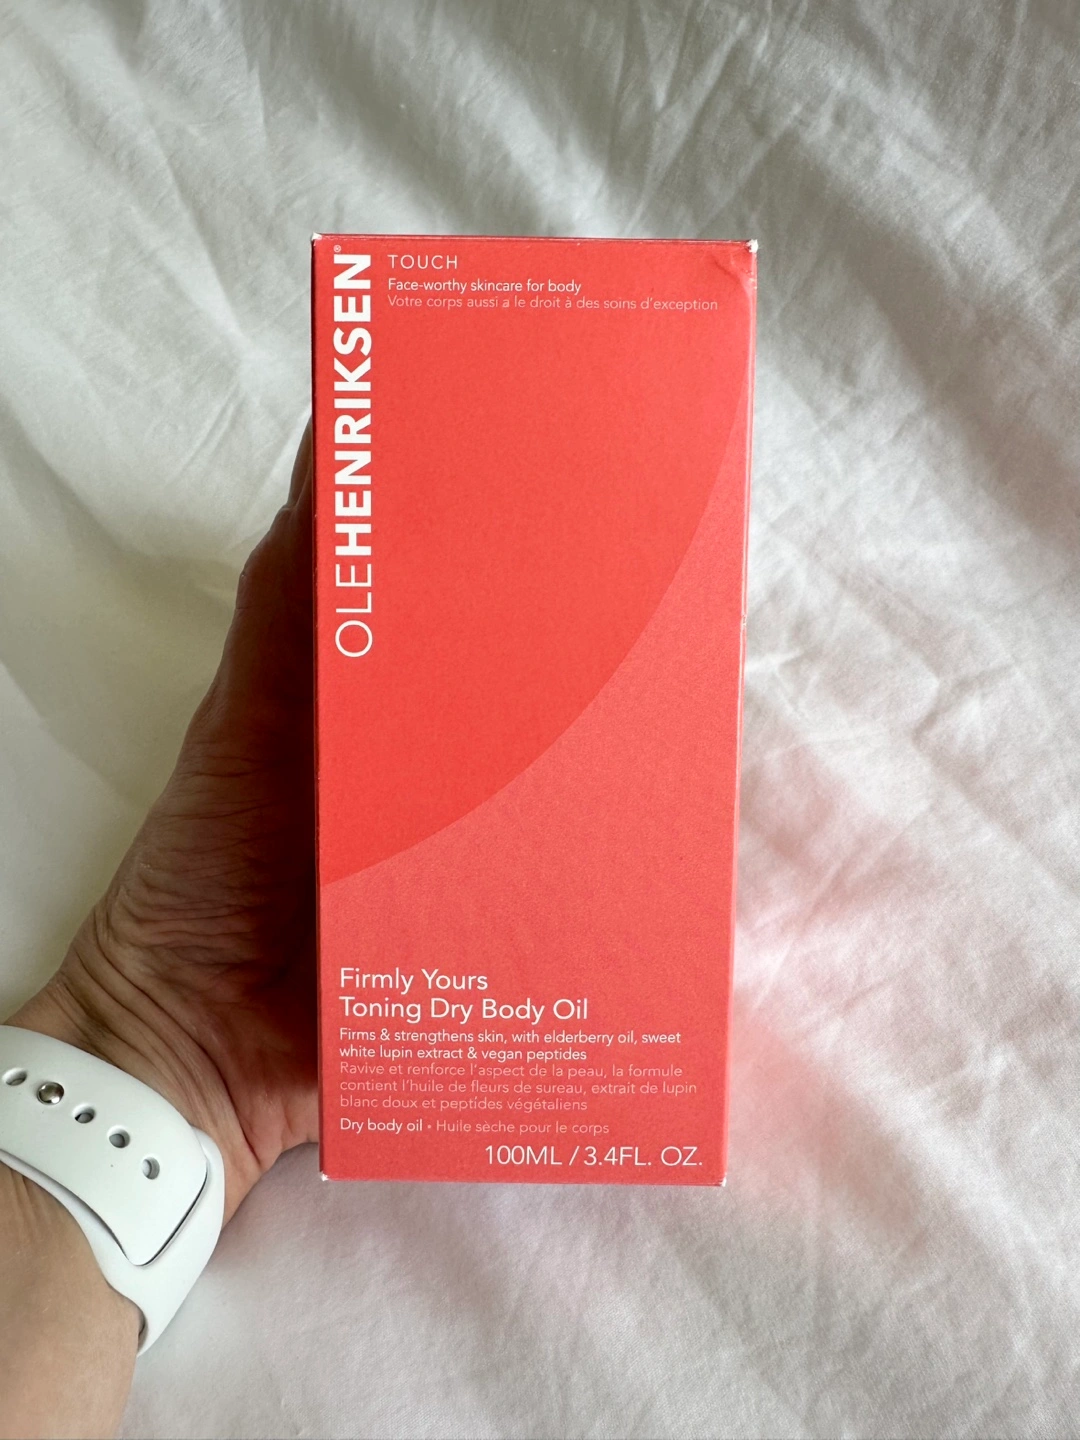 OLEHENRIKSEN®
TOUCH
Face-worthy skincare for body
Votre corps aussi a le droit à des soins d'exception
Firmly Yours
Toning Dry Body Oil
Firms & strengthens skin, with elderberry oil, sweet
white lupin extract & vegan peptides
Ravive et renforce l'aspect de la peau, la formule
contient l'huile de fleurs de sureau, extrait de lupin
blanc doux et peptides végétaliens
Dry body oil • Huile sèche pour le corps
100ML / 3.4FL. OZ.